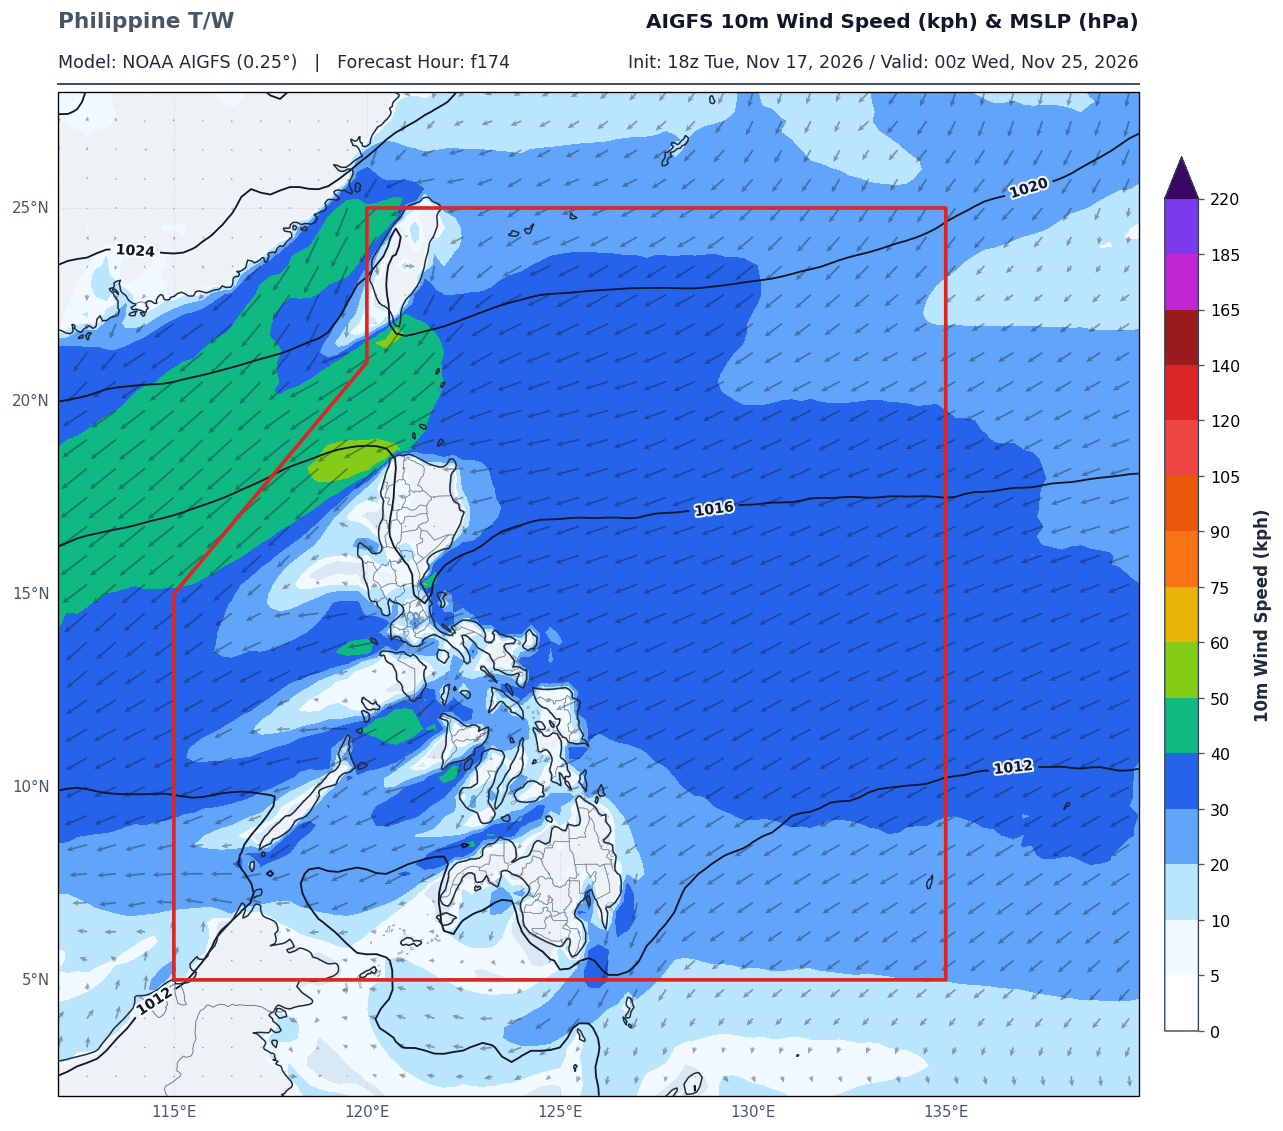 Philippine T/W
AIGFS 10m Wind Speed (kph) & MSLP (hPa)
Model: NOAA AIGFS (0.25°) | Forecast Hour: f174
Init: 18z Tue, Nov 17, 2026 / Valid: 00z Wed, Nov 25, 2026
25°N
20°N
15°N
10°N
5°N
115°E
120°E
125°E
130°E
135°E
1024
1020
1016
1012
1012
220
185
165
140
120
105
90
75
60
50
40
30
20
10
5
0
10m Wind Speed (kph)